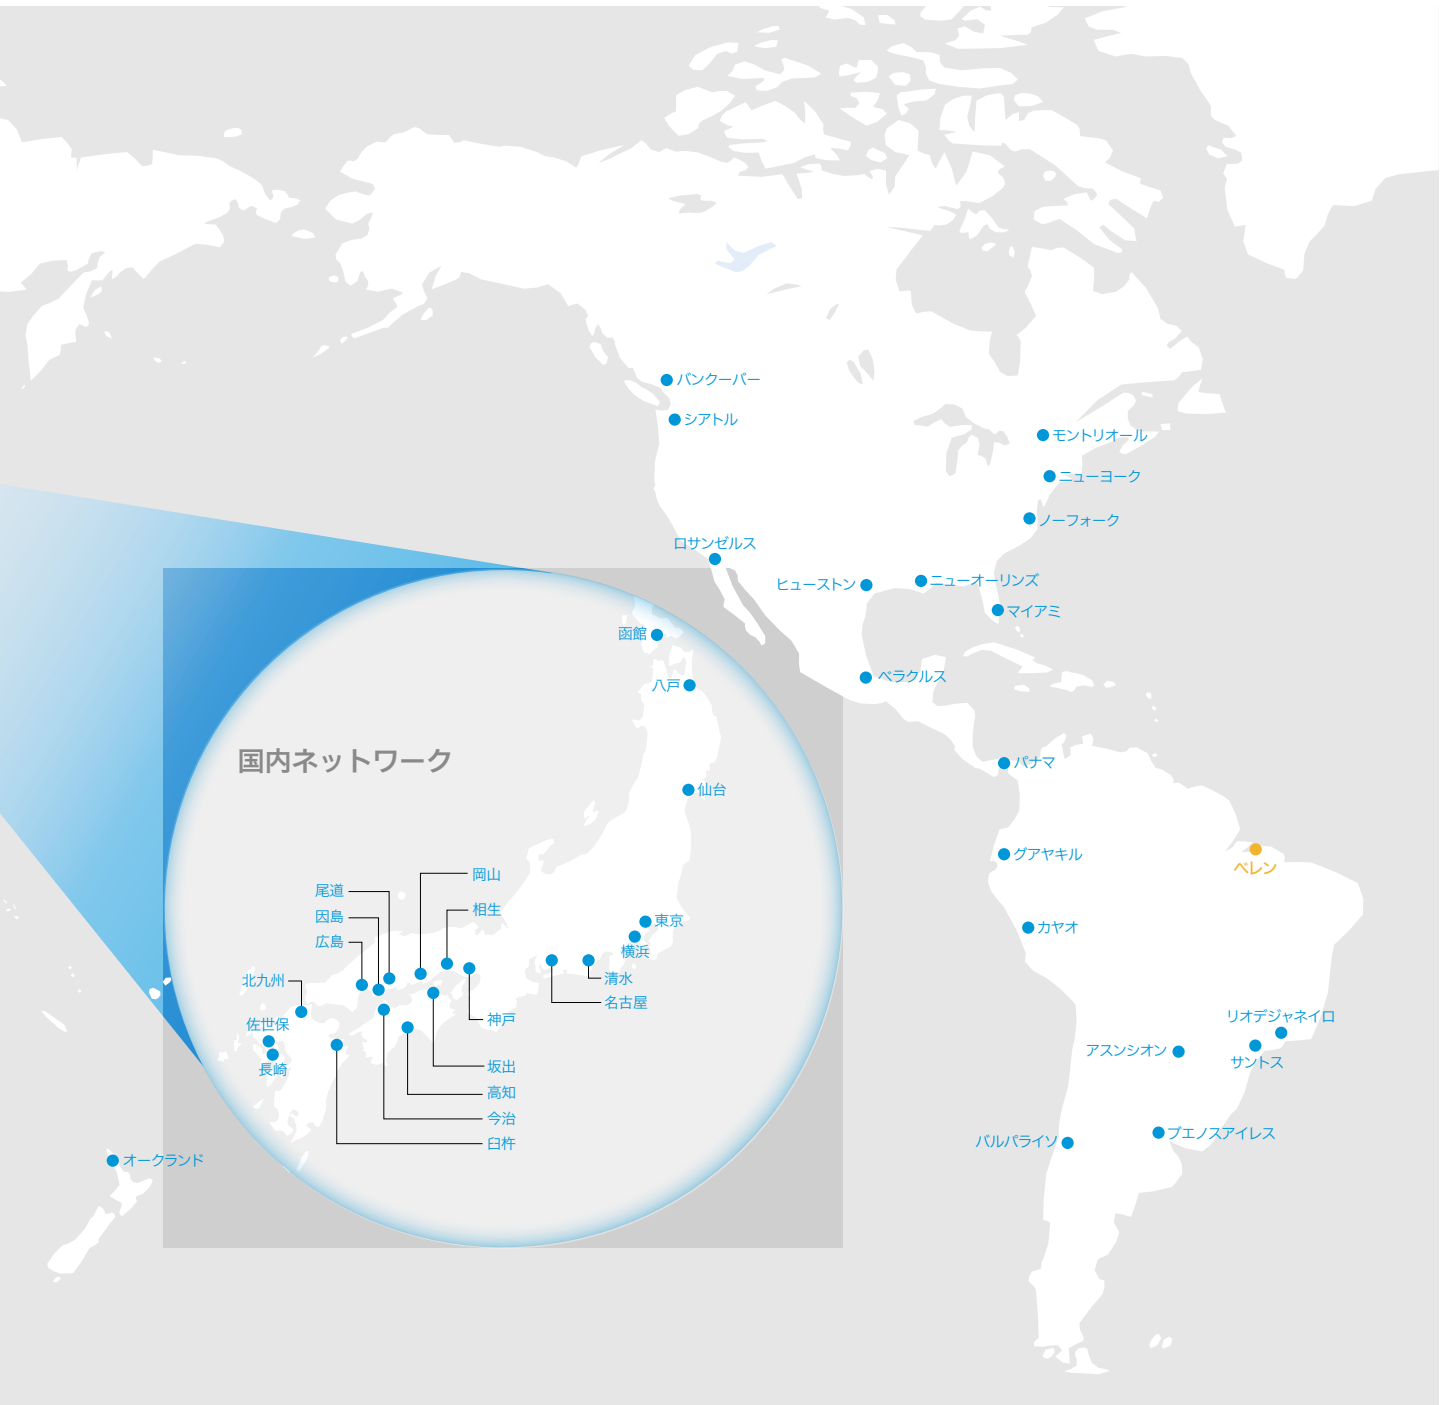 バンクーバー
シアトル
モントリオール
ニューヨーク
ノーフォーク
ロサンゼルス
ヒューストン
ニューオーリンズ
マイアミ
函館
ベラクルス
八戸
国内ネットワーク
パナマ
仙台
グアヤキル
ベレン
岡山
尾道
相生
因島
東京
カヤオ
広島
横浜
北九州
清水
名古屋
リオデジャネイロ
神戸
佐世保
アスンシオン
サントス
長崎
坂出
高知
今治
ブエノスアイレス
臼杵
バルパライソ
オークランド